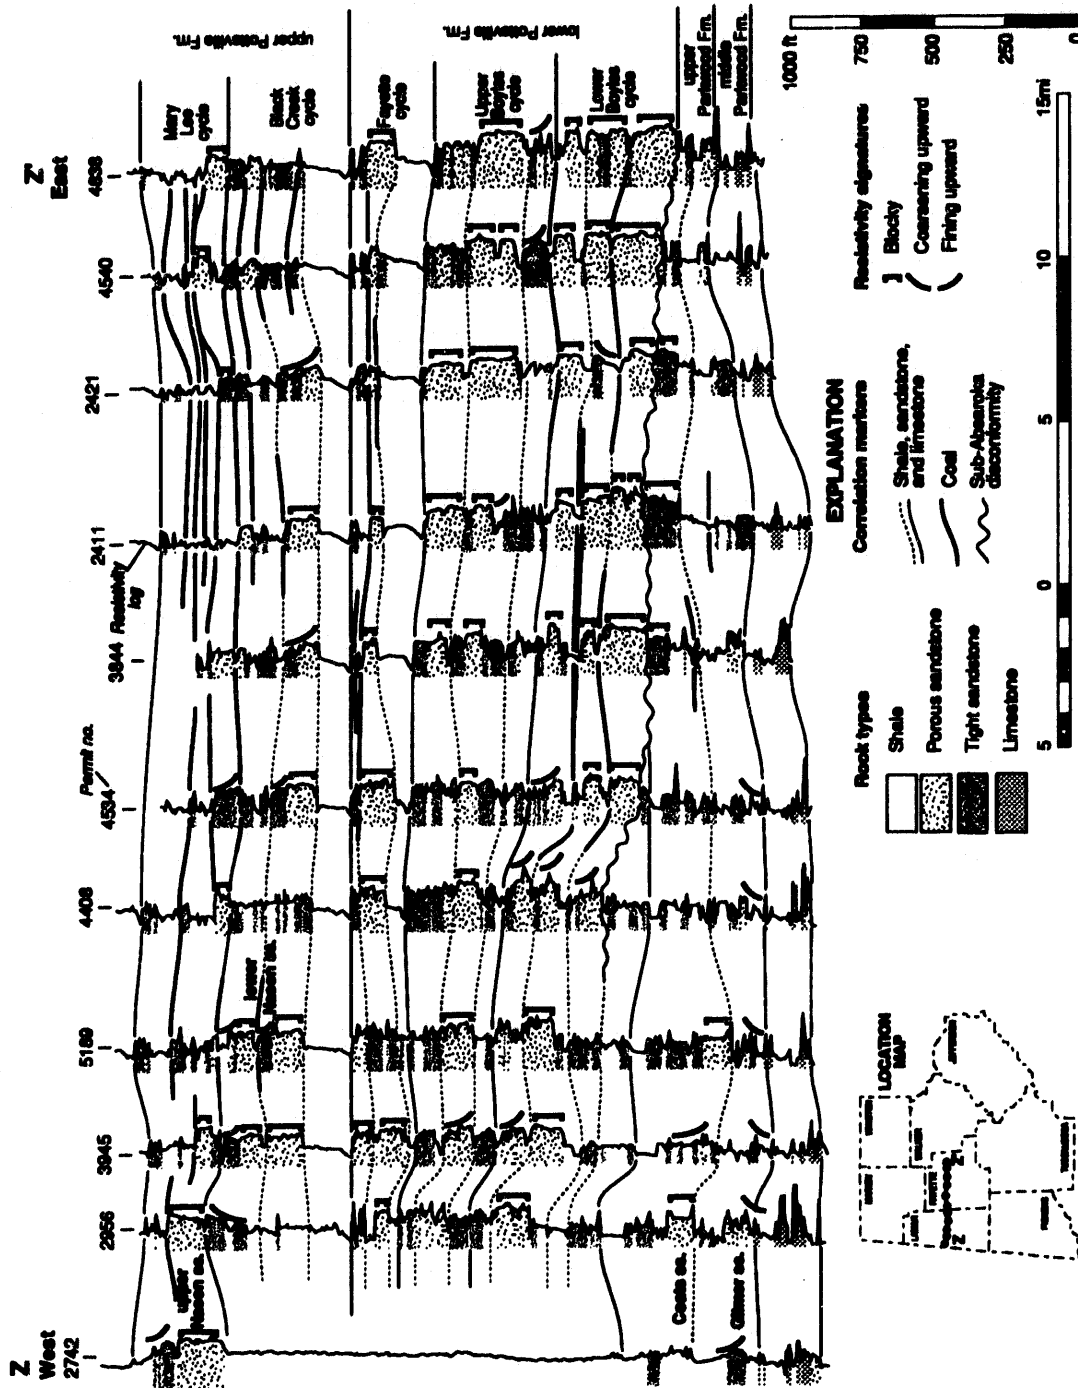 Z
West
Z'
East
2742
2956
3945
5189
4408
4534
3844
2411
2421
4540
4838
Permit no.
Resistivity
log
upper Pottsville Fm.
lower Pottsville Fm.
upper
Parkwood Fm.
middle
Parkwood Fm.
Mary
Lee
cycle
Black
Creek
cycle
Fayette
cycle
Upper
Boyles
cycle
Lower
Boyles
cycle
upper
Nason ss.
lower
Nason ss.
Coats ss.
Gilmer ss.
LOCATION
MAP
Z
Z'
EXPLANATION
Rock types
Shale
Porous sandstone
Tight sandstone
Limestone
Correlation markers
Shale, sandstone,
and limestone
Coal
Sub-Absaroka
disconformity
Resistivity signatures
Blocky
Coarsening upward
Fining upward
5
0
5
10
15mi
1000 ft
750
500
250
0